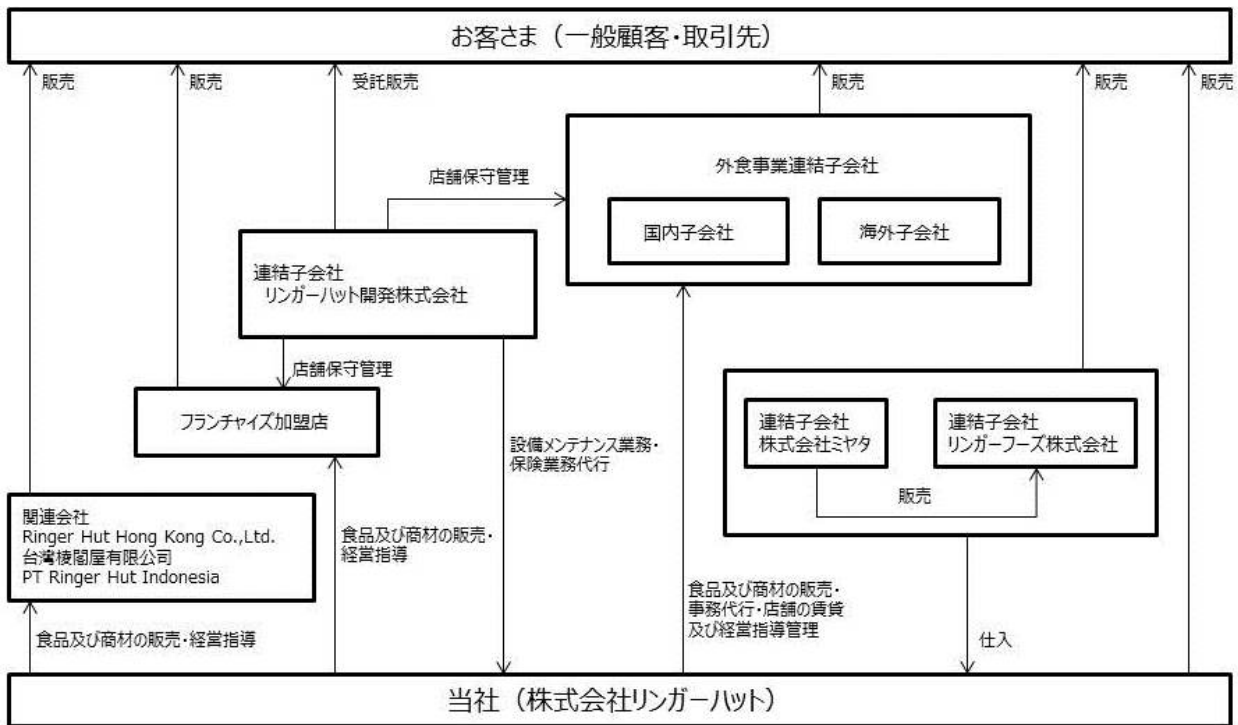 お客さま（一般顧客・取引先）
販売
販売
受託販売
販売
販売
販売
外食事業連結子会社
国内子会社
海外子会社
店舗保守管理
連結子会社
リンガーハット開発株式会社
店舗保守管理
フランチャイズ加盟店
設備メンテナンス業務・
保険業務代行
連結子会社
株式会社ミヤタ
連結子会社
リンガーフーズ株式会社
販売
関連会社
Ringer Hut Hong Kong Co.,Ltd.
台湾棱閤屋有限公司
PT Ringer Hut Indonesia
食品及び商材の販売・
経営指導
食品及び商材の販売・経営指導
食品及び商材の販売・
事務代行・店舗の賃貸
及び経営指導管理
仕入
当社（株式会社リンガーハット）